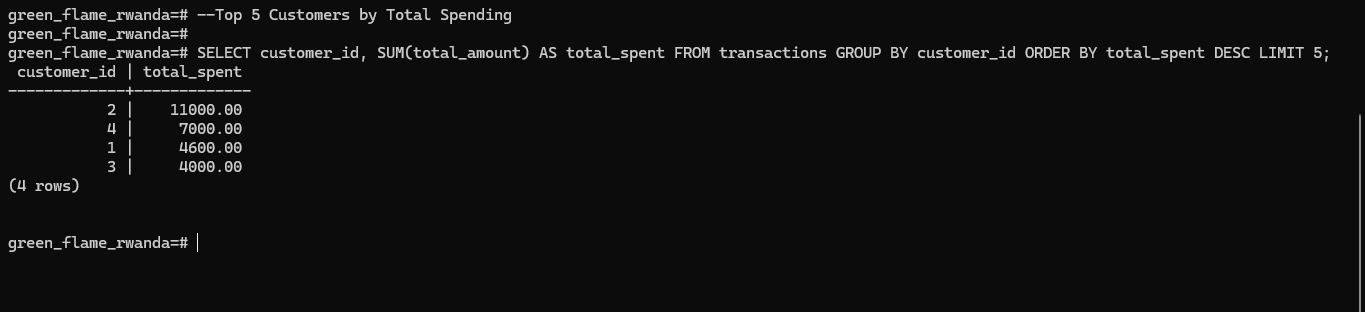 green_flame_rwanda=# --Top 5 Customers by Total Spending
green_flame_rwanda=#
green_flame_rwanda=# SELECT customer_id, SUM(total_amount) AS total_spent FROM transactions GROUP BY customer_id ORDER BY total_spent DESC LIMIT 5;
 customer_id | total_spent
-------------+-------------
           2 |    11000.00
           4 |     7000.00
           1 |     4600.00
           3 |     4000.00
(4 rows)
green_flame_rwanda=#